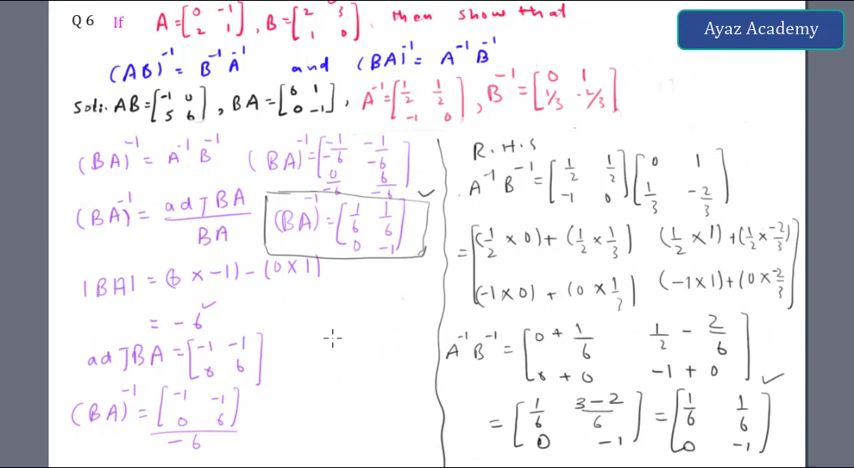 Q 6 If A = [0 -1 2 1], B = [2 3 1 0] then show that
Ayaz Academy
(AB)⁻¹ = B⁻¹ A⁻¹ and (BA)⁻¹ = A⁻¹ B⁻¹
Sol:. AB = [-1 0 5 6], BA = [6 1 0 -1], A⁻¹ = [1/2 1/2 -1 0], B⁻¹ = [0 1 1/3 -2/3]
(BA)⁻¹ = A⁻¹ B⁻¹
(BA)⁻¹ = [-1/-6 -1/-6 0/-6 6/-6]
(BA)⁻¹ = adj BA / BA
(BA)⁻¹ = [1/6 1/6 0 -1]
|BA| = (6 x -1) - (0 x 1)
= -6
adj BA = [-1 -1 0 6]
(BA)⁻¹ = [-1 -1 0 6] / -6
R.H.S
A⁻¹ B⁻¹ = [1/2 1/2 -1 0] [0 1 1/3 -2/3]
= [(1/2 x 0) + (1/2 x 1/3) (1/2 x 1) + (1/2 x -2/3)
(-1 x 0) + (0 x 1/3) (-1 x 1) + (0 x -2/3)]
A⁻¹ B⁻¹ = [0 + 1/6 1/2 - 2/6
0 + 0 -1 + 0]
= [1/6 3-2/6 0 -1] = [1/6 1/6 0 -1]